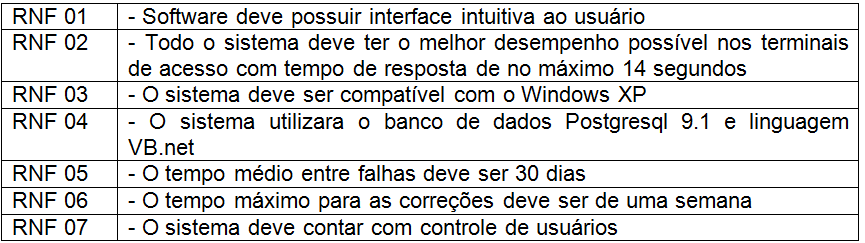 RNF 01 - Software deve possuir interface intuitiva ao usuário
RNF 02 - Todo o sistema deve ter o melhor desempenho possível nos terminais
de acesso com tempo de resposta de no máximo 14 segundos
RNF 03 - O sistema deve ser compatível com o Windows XP
RNF 04 - O sistema utilizara o banco de dados Postgresql 9.1 e linguagem
VB.net
RNF 05 - O tempo médio entre falhas deve ser 30 dias
RNF 06 - O tempo máximo para as correções deve ser de uma semana
RNF 07 - O sistema deve contar com controle de usuários